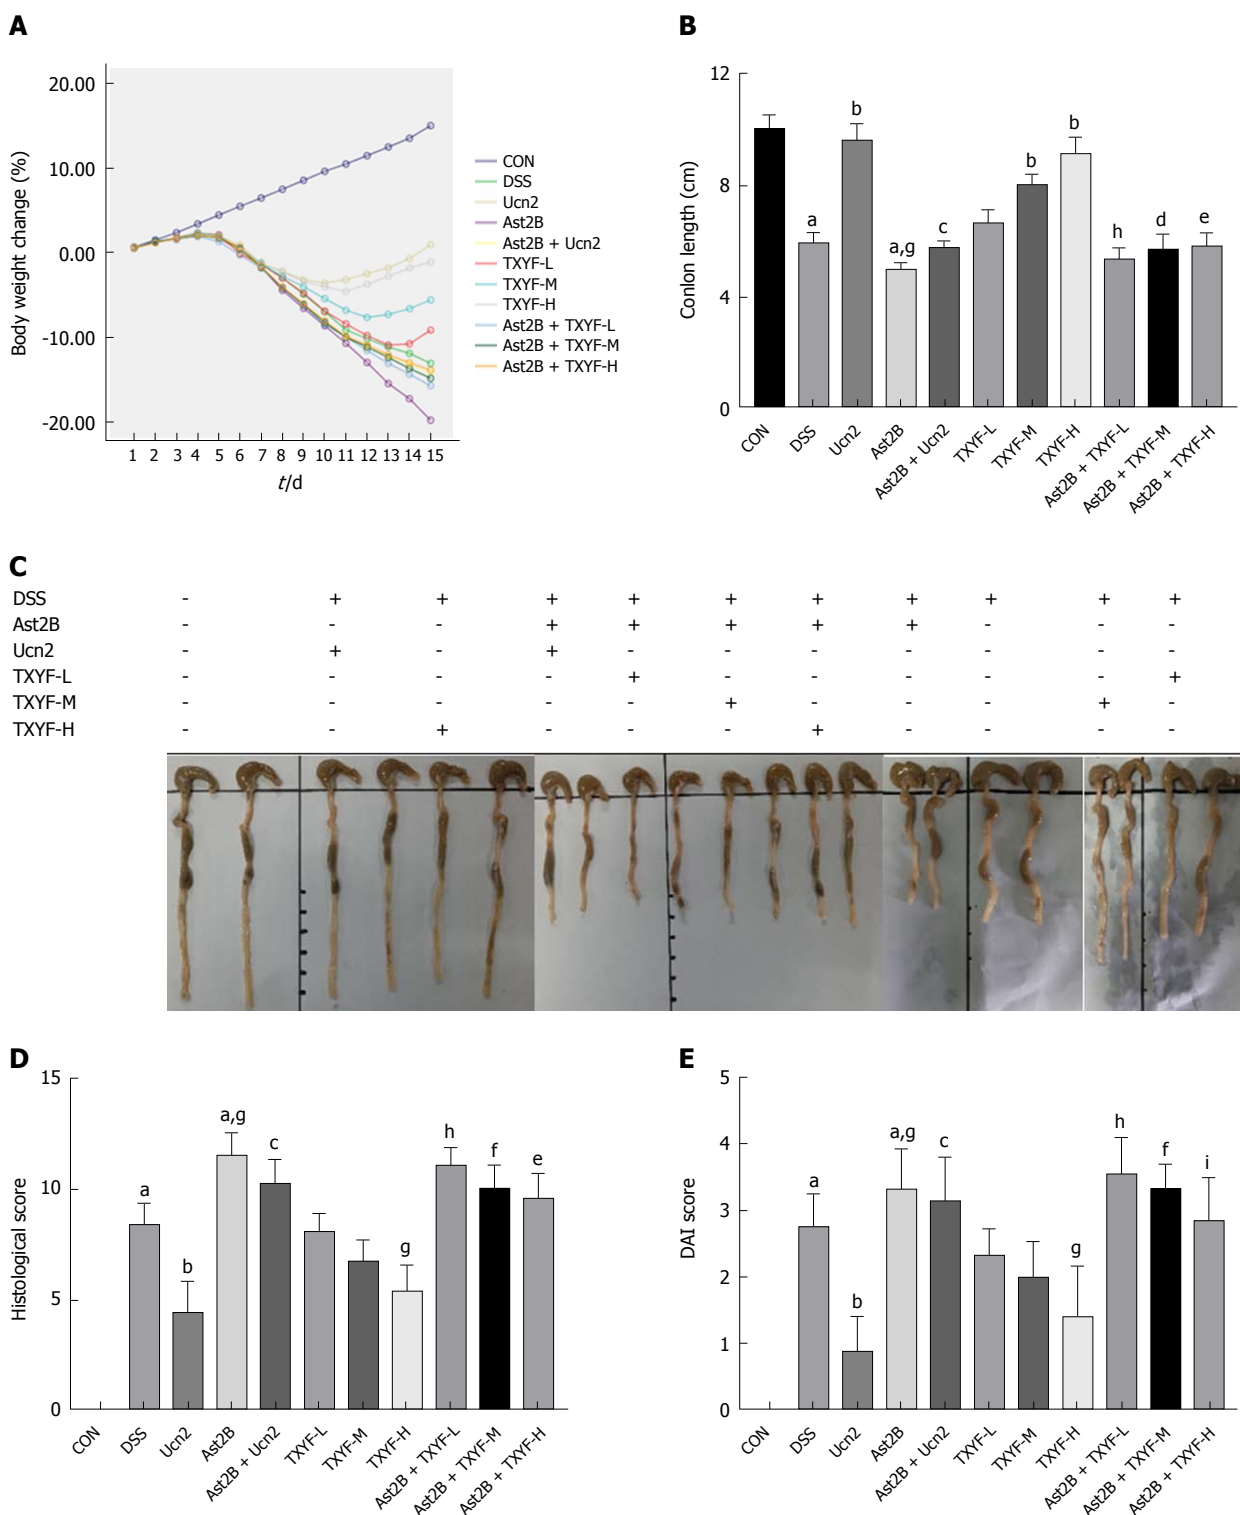 A
Body weight change (%)
20.00
10.00
0.00
-10.00
-20.00
1 2 3 4 5 6 7 8 9 10 11 12 13 14 15
t/d
CON
DSS
Ucn2
Ast2B
Ast2B + Ucn2
TXYF-L
TXYF-M
TXYF-H
Ast2B + TXYF-L
Ast2B + TXYF-M
Ast2B + TXYF-H
B
Conlon length (cm)
12
8
4
0
a
b
a,g
c
b
b
h
d
e
CON
DSS
Ucn2
Ast2B
Ast2B + Ucn2
TXYF-L
TXYF-M
TXYF-H
Ast2B + TXYF-L
Ast2B + TXYF-M
Ast2B + TXYF-H
C
DSS - + + + + + + + + + +
Ast2B - - - + + + + + - - -
Ucn2 - + - + - - - - - - -
TXYF-L - - - - + - - - - - +
TXYF-M - - - - - + - - - + -
TXYF-H - - + - - - + - - - -
D
Histological score
15
10
5
0
a
b
a,g
c
g
h
f
e
CON
DSS
Ucn2
Ast2B
Ast2B + Ucn2
TXYF-L
TXYF-M
TXYF-H
Ast2B + TXYF-L
Ast2B + TXYF-M
Ast2B + TXYF-H
E
DAI score
5
4
3
2
1
0
a
b
a,g
c
g
h
f
i
CON
DSS
Ucn2
Ast2B
Ast2B + Ucn2
TXYF-L
TXYF-M
TXYF-H
Ast2B + TXYF-L
Ast2B + TXYF-M
Ast2B + TXYF-H